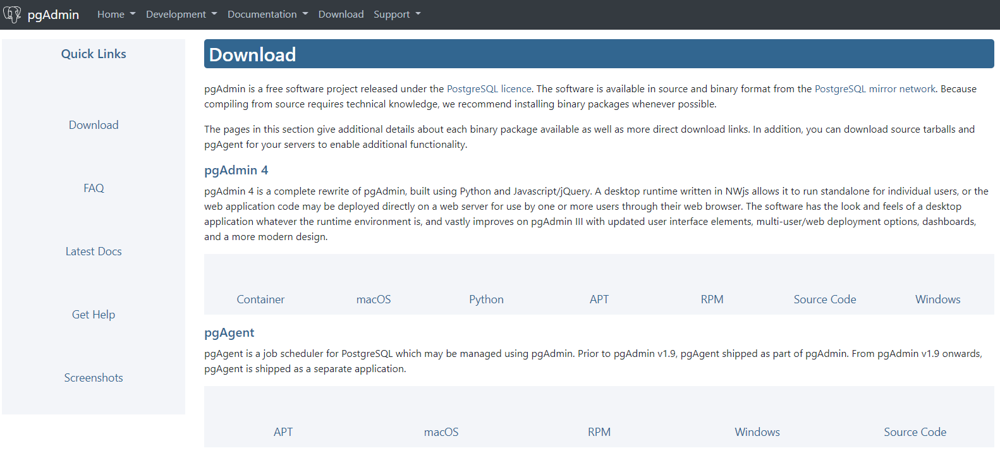 pgAdmin Home Development Documentation Download Support
Quick Links
Download
FAQ
Latest Docs
Get Help
Screenshots
Download
pgAdmin is a free software project released under the PostgreSQL licence. The software is available in source and binary format from the PostgreSQL mirror network. Because
compiling from source requires technical knowledge, we recommend installing binary packages whenever possible.
The pages in this section give additional details about each binary package available as well as more direct download links. In addition, you can download source tarballs and
pgAgent for your servers to enable additional functionality.
pgAdmin 4
pgAdmin 4 is a complete rewrite of pgAdmin, built using Python and Javascript/jQuery. A desktop runtime written in NWjs allows it to run standalone for individual users, or the
web application code may be deployed directly on a web server for use by one or more users through their web browser. The software has the look and feels of a desktop
application whatever the runtime environment is, and vastly improves on pgAdmin III with updated user interface elements, multi-user/web deployment options, dashboards,
and a more modern design.
Container macOS Python APT RPM Source Code Windows
pgAgent
pgAgent is a job scheduler for PostgreSQL which may be managed using pgAdmin. Prior to pgAdmin v1.9, pgAgent shipped as part of pgAdmin. From pgAdmin v1.9 onwards,
pgAgent is shipped as a separate application.
APT macOS RPM Windows Source Code